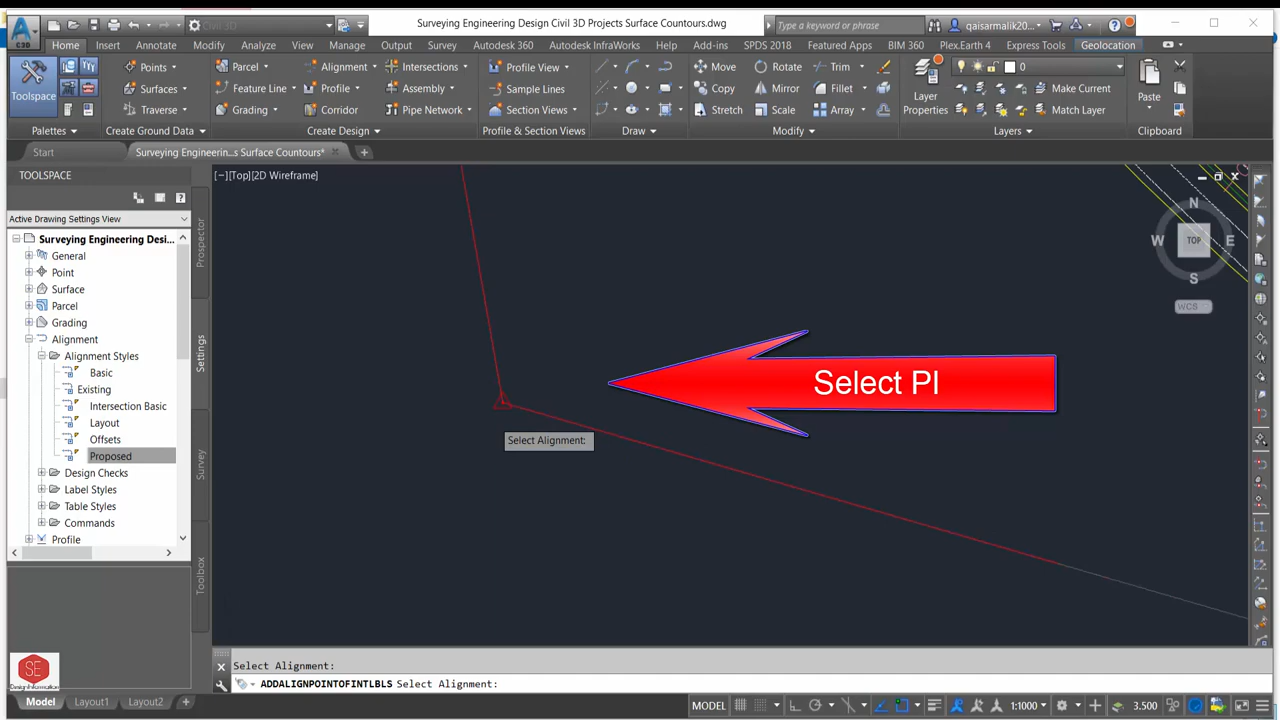 A
C3D
Civil 3D
Surveying Engineering Design Civil 3D Projects Surface Countours.dwg
Type a keyword or phrase
qaisarmalik20...
Home Insert Annotate Modify Analyze View Manage Output Survey Autodesk 360 Autodesk InfraWorks Help Add-ins SPDS 2018 Featured Apps BIM 360 Plex.Earth 4 Express Tools Geolocation
Toolspace
Points
Surfaces
Traverse
Parcel
Feature Line
Grading
Alignment
Profile
Corridor
Intersections
Assembly
Pipe Network
Profile View
Sample Lines
Section Views
Move
Copy
Stretch
Rotate
Mirror
Scale
Trim
Fillet
Array
Layer
Properties
0
Make Current
Match Layer
Paste
Palettes Create Ground Data Create Design Profile & Section Views Draw Modify Layers Clipboard
Start Surveying Engineerin...s Surface Countours*
TOOLSPACE
Active Drawing Settings View
Surveying Engineering Desi...
General
Point
Surface
Parcel
Grading
Alignment
Alignment Styles
Basic
Existing
Intersection Basic
Layout
Offsets
Proposed
Design Checks
Label Styles
Table Styles
Commands
Profile
Prospector
Settings
Survey
Toolbox
[−][Top][2D Wireframe]
N
W TOP E
S
WCS
Select PI
Select Alignment:
Select Alignment:
ADDALIGNPOINTOFINTLBLS Select Alignment:
SE
Design Information
Model Layout1 Layout2 +
MODEL 1:1000 3.500